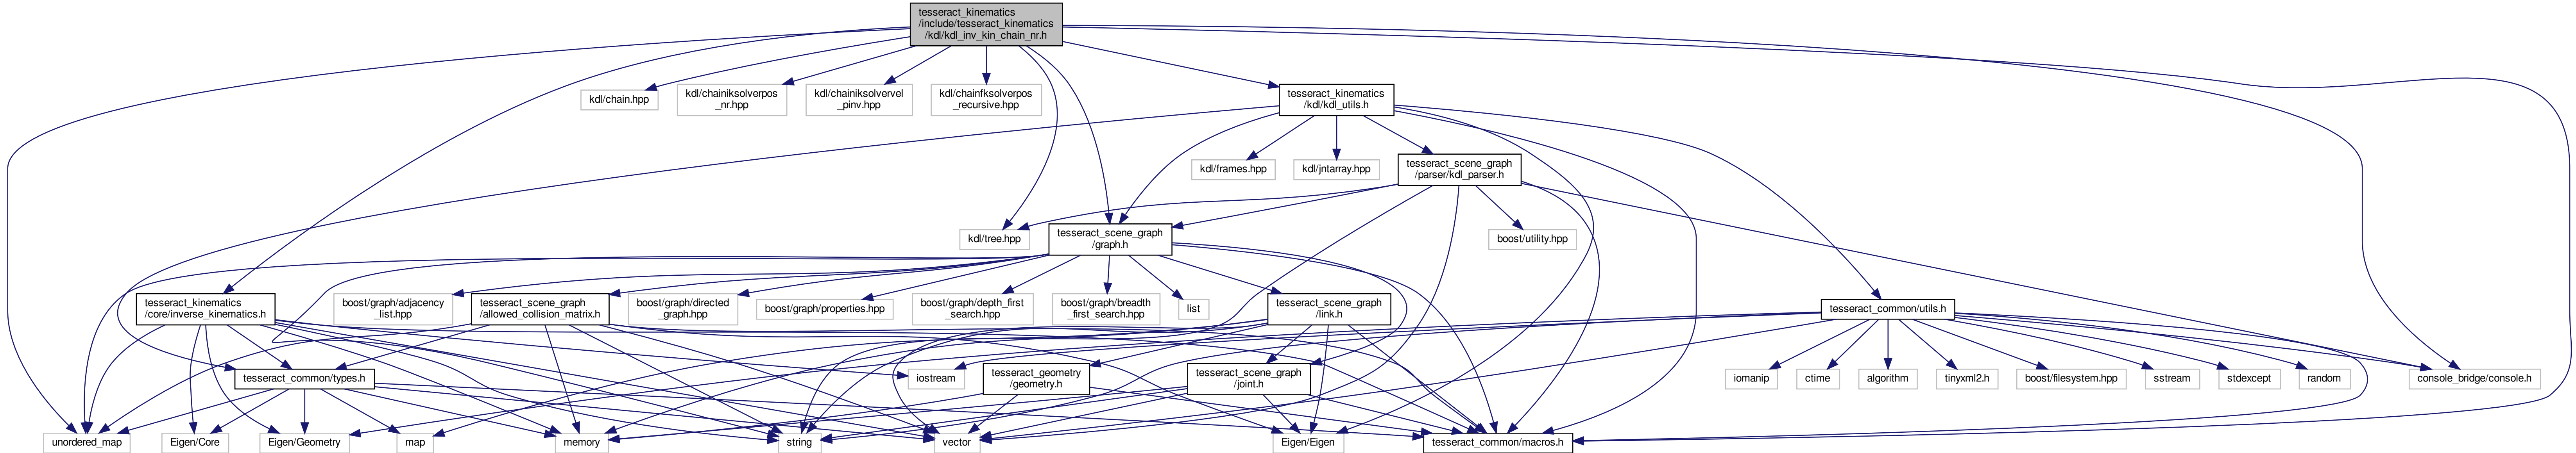 tesseract_kinematics
/include/tesseract_kinematics
/kdl/kdl_inv_kin_chain_nr.h
kdl/chain.hpp
kdl/chainiksolverpos
_nr.hpp
kdl/chainiksolvervel
_pinv.hpp
kdl/chainfksolverpos
_recursive.hpp
tesseract_kinematics
/kdl/kdl_utils.h
kdl/frames.hpp
kdl/jntarray.hpp
tesseract_scene_graph
/parser/kdl_parser.h
kdl/tree.hpp
tesseract_scene_graph
/graph.h
boost/utility.hpp
tesseract_kinematics
/core/inverse_kinematics.h
boost/graph/adjacency
_list.hpp
tesseract_scene_graph
/allowed_collision_matrix.h
boost/graph/directed
_graph.hpp
boost/graph/properties.hpp
boost/graph/depth_first
_search.hpp
boost/graph/breadth
_first_search.hpp
list
tesseract_scene_graph
/link.h
tesseract_common/utils.h
tesseract_common/types.h
iostream
tesseract_geometry
/geometry.h
tesseract_scene_graph
/joint.h
iomanip
ctime
algorithm
tinyxml2.h
boost/filesystem.hpp
sstream
stdexcept
random
console_bridge/console.h
unordered_map
Eigen/Core
Eigen/Geometry
map
memory
string
vector
Eigen/Eigen
tesseract_common/macros.h